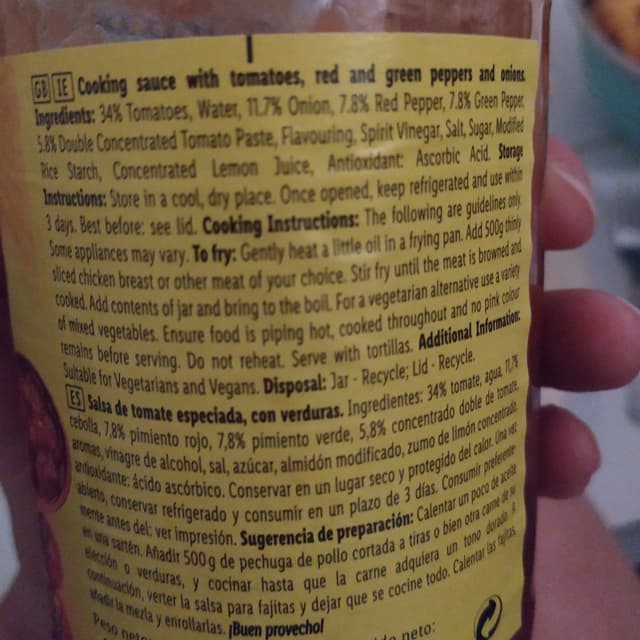 GB IE Cooking sauce with tomatoes, red and green peppers and onions.
Ingredients: 34% Tomatoes, Water, 11.7% Onion, 7.8% Red Pepper, 7.8% Green Pepper,
5.8% Double Concentrated Tomato Paste, Flavouring, Spirit Vinegar, Salt, Sugar, Modified
Rice Starch, Concentrated Lemon Juice, Antioxidant: Ascorbic Acid. Storage
Instructions: Store in a cool, dry place. Once opened, keep refrigerated and use within
3 days. Best before: see lid. Cooking Instructions: The following are guidelines only.
Some appliances may vary. To fry: Gently heat a little oil in a frying pan. Add 500g thinly
sliced chicken breast or other meat of your choice. Stir fry until the meat is browned and
cooked. Add contents of jar and bring to the boil. For a vegetarian alternative use a variety
of mixed vegetables. Ensure food is piping hot, cooked throughout and no pink colour
remains before serving. Do not reheat. Serve with tortillas. Additional Information:
Suitable for Vegetarians and Vegans. Disposal: Jar - Recycle; Lid - Recycle.
ES Salsa de tomate especiada, con verduras. Ingredientes: 34% tomate, agua, 11,7%
cebolla, 7,8% pimiento rojo, 7,8% pimiento verde, 5,8% concentrado doble de tomate,
aromas, vinagre de alcohol, sal, azúcar, almidón modificado, zumo de limón concentrado,
antioxidante: ácido ascórbico. Conservar en un lugar seco y protegido del calor. Una vez
abierto, conservar refrigerado y consumir en un plazo de 3 días. Consumir preferente-
mente antes del: ver impresión. Sugerencia de preparación: Calentar un poco de aceite
en una sartén. Añadir 500g de pechuga de pollo cortada a tiras o bien otra carne de su
elección o verduras, y cocinar hasta que la carne adquiera un tono dorado. A
continuación, verter la salsa para fajitas y dejar que se cocine todo. Calentar las fajitas,
añadir la mezla y enrollarlas. ¡Buen provecho!
Peso neto neto: